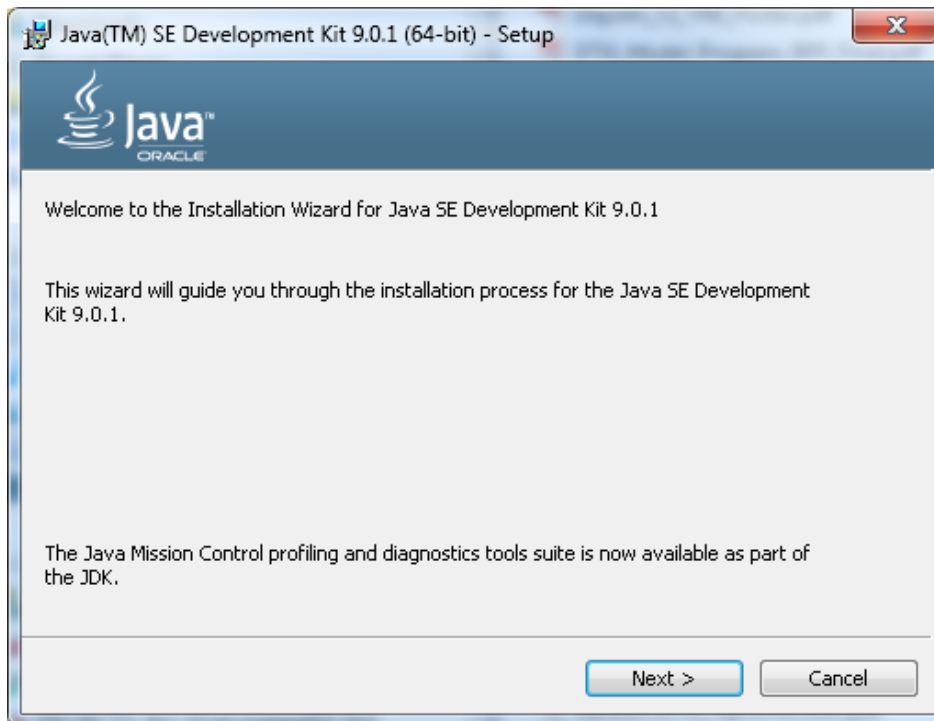 Java(TM) SE Development Kit 9.0.1 (64-bit) - Setup
Java™
ORACLE
Welcome to the Installation Wizard for Java SE Development Kit 9.0.1
This wizard will guide you through the installation process for the Java SE Development
Kit 9.0.1.
The Java Mission Control profiling and diagnostics tools suite is now available as part of
the JDK.
Next >
Cancel